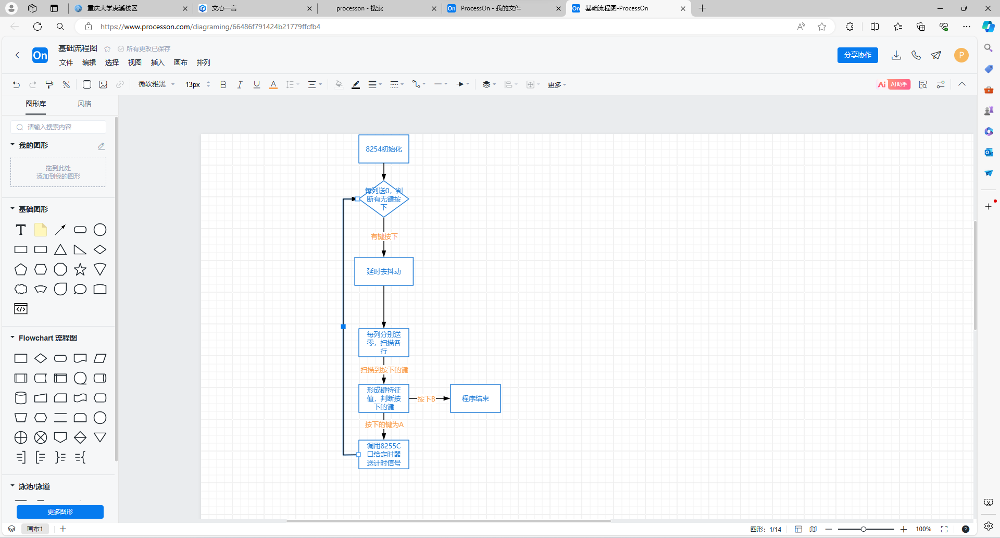 重庆大学虎溪校区
文心一言
processon - 搜索
On ProcessOn - 我的文件
On 基础流程图-ProcessOn
https://www.processon.com/diagraming/66486f791424b21779ffcfb4
On
基础流程图
所有更改已保存
文件 编辑 选择 视图 插入 画布 排列
分享协作
P
微软雅黑
13px
B I U A
更多
Ai AI助手
图形库 风格
请输入搜索内容
我的图形
拖到此处
添加到我的图形
基础图形
T
Flowchart 流程图
泳池/泳道
更多图形
8254初始化
每列送0，判
断有无键按
下
有键按下
延时去抖动
每列分别送
零，扫描各
行
扫描到按下的键
形成键特征
值，判断按
下的键
按下B
程序结束
按下的键为A
调用8255C
口给定时器
送计时信号
画布1
图形：1/14
100%